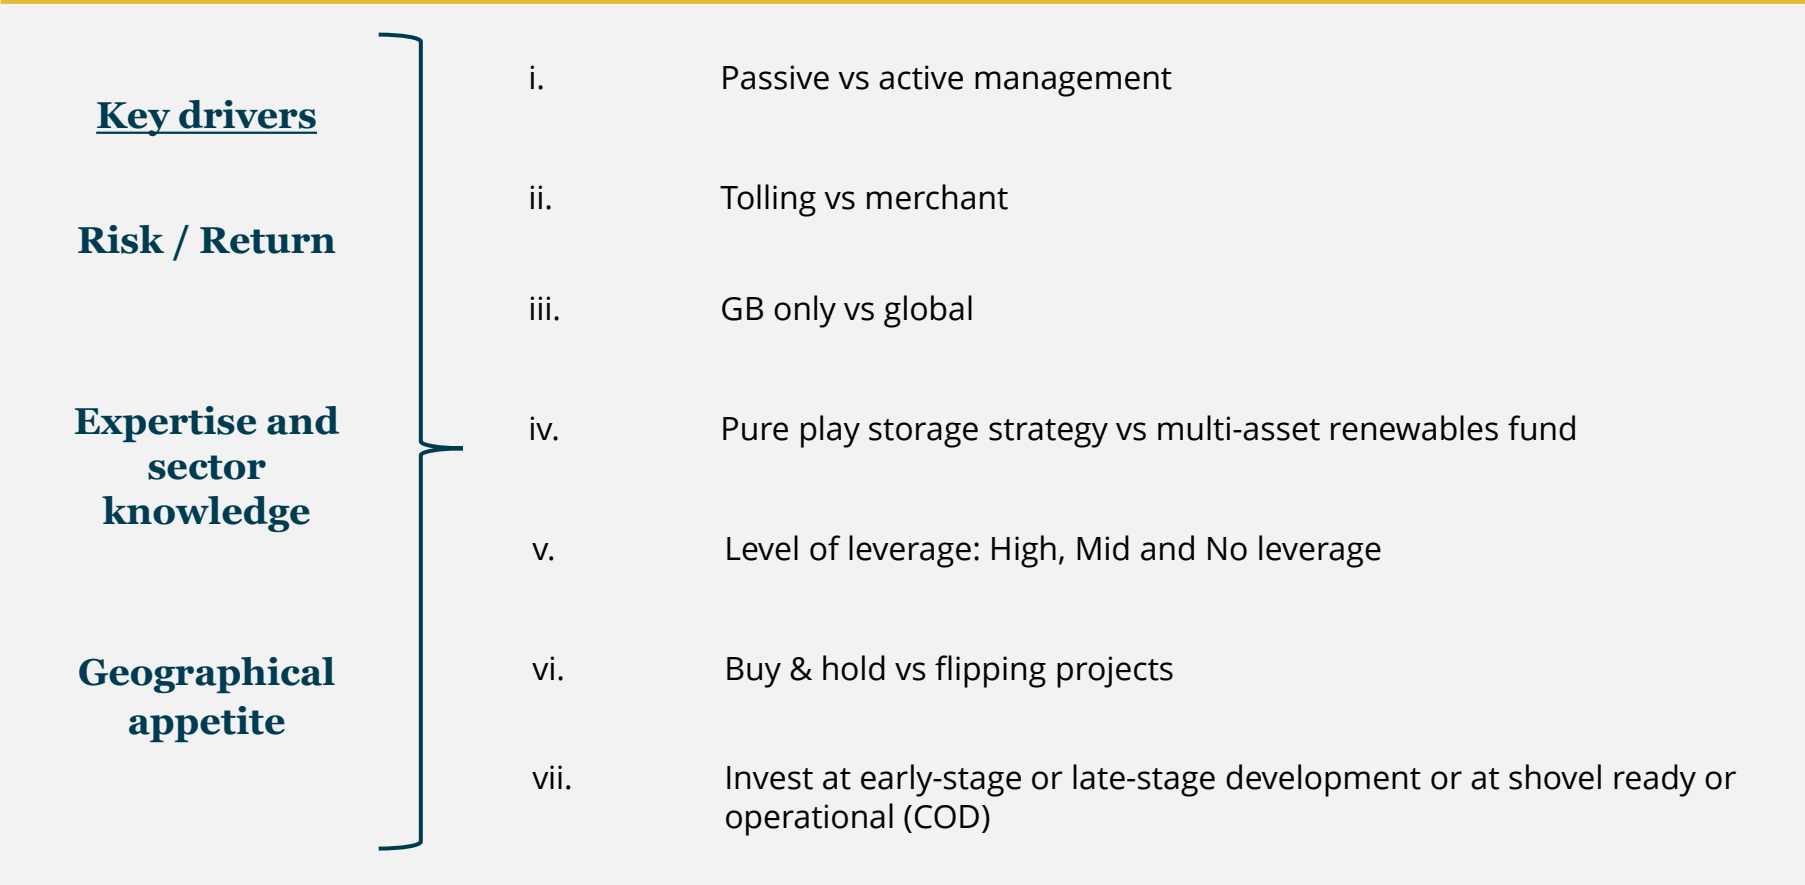 Key drivers
Risk / Return
Expertise and
sector
knowledge
Geographical
appetite
i. Passive vs active management
ii. Tolling vs merchant
iii. GB only vs global
iv. Pure play storage strategy vs multi-asset renewables fund
v. Level of leverage: High, Mid and No leverage
vi. Buy & hold vs flipping projects
vii. Invest at early-stage or late-stage development or at shovel ready or
operational (COD)